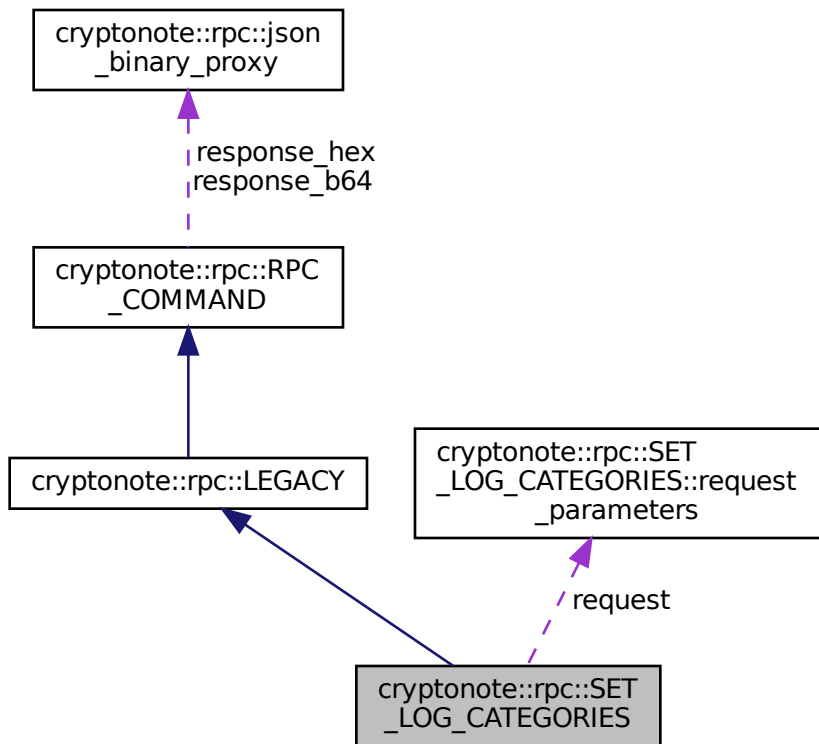 cryptonote::rpc::json
_binary_proxy
response_hex
response_b64
cryptonote::rpc::RPC
_COMMAND
cryptonote::rpc::LEGACY
cryptonote::rpc::SET
_LOG_CATEGORIES::request
_parameters
request
cryptonote::rpc::SET
_LOG_CATEGORIES